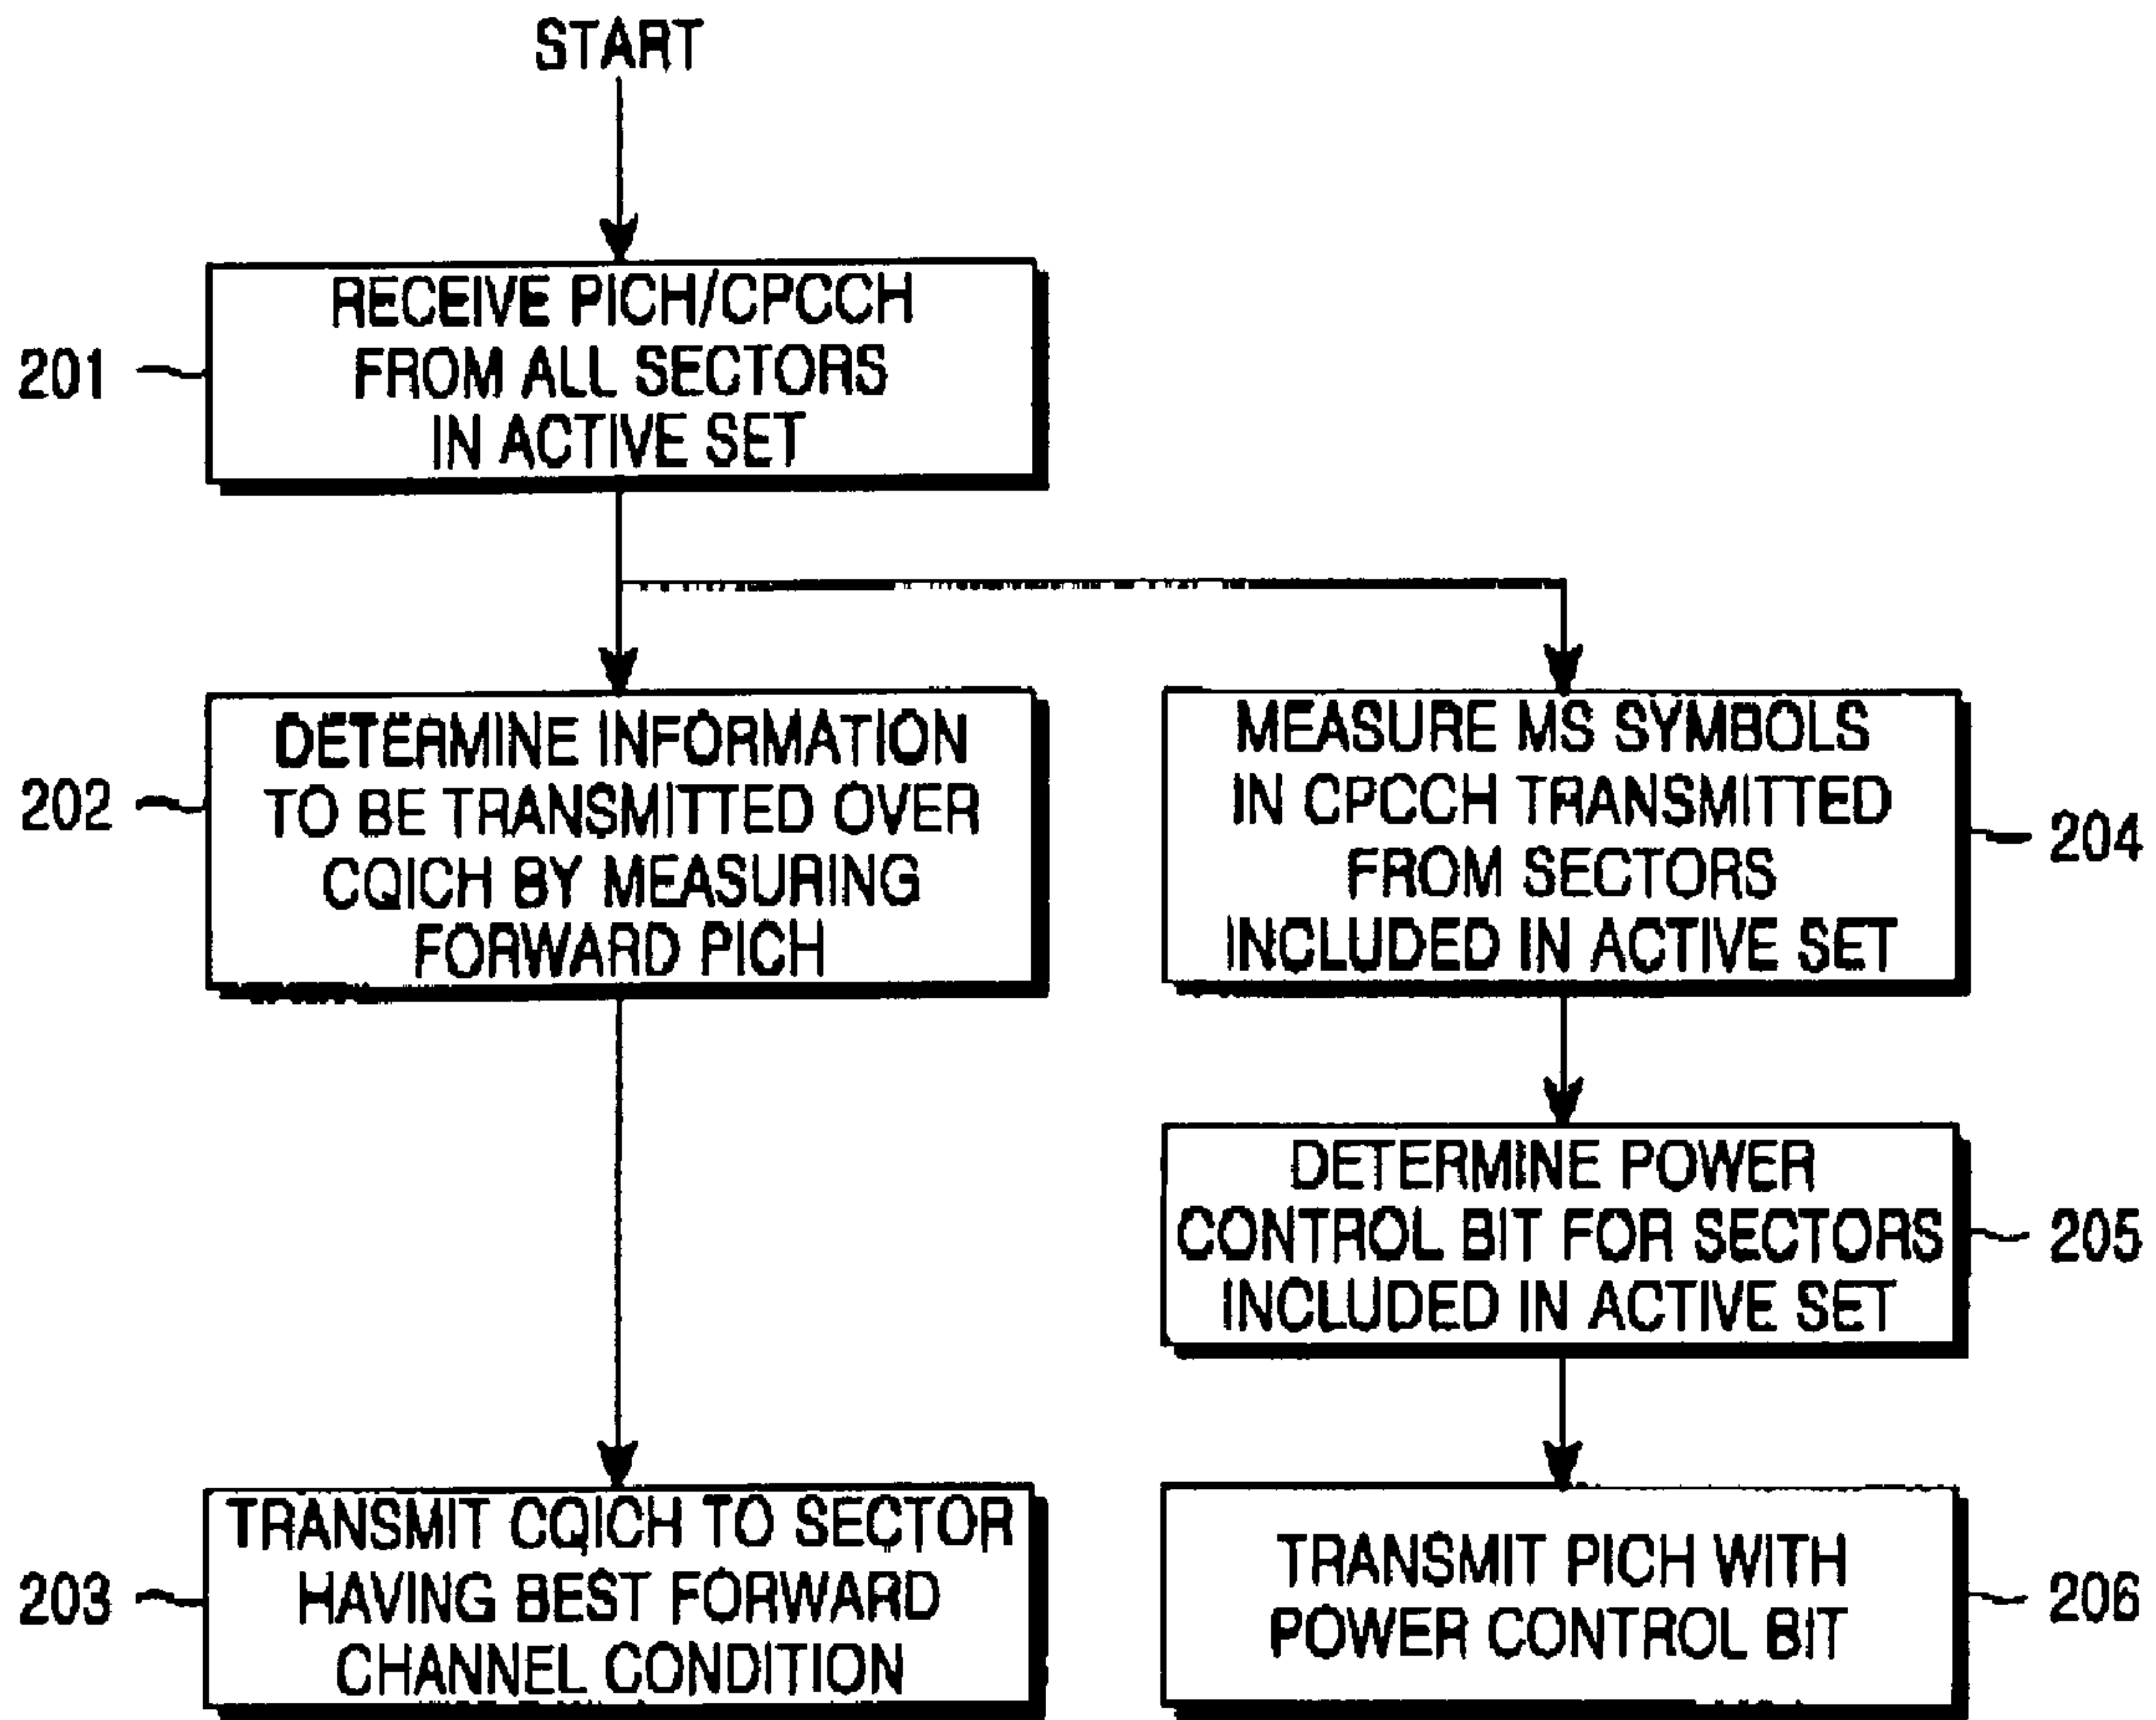 START
201
RECEIVE PICH/CPCCH
FROM ALL SECTORS
IN ACTIVE SET
202
DETERMINE INFORMATION
TO BE TRANSMITTED OVER
CQICH BY MEASURING
FORWARD PICH
MEASURE MS SYMBOLS
IN CPCCH TRANSMITTED
FROM SECTORS
INCLUDED IN ACTIVE SET
204
DETERMINE POWER
CONTROL BIT FOR SECTORS
INCLUDED IN ACTIVE SET
205
203
TRANSMIT CQICH TO SECTOR
HAVING BEST FORWARD
CHANNEL CONDITION
TRANSMIT PICH WITH
POWER CONTROL BIT
206